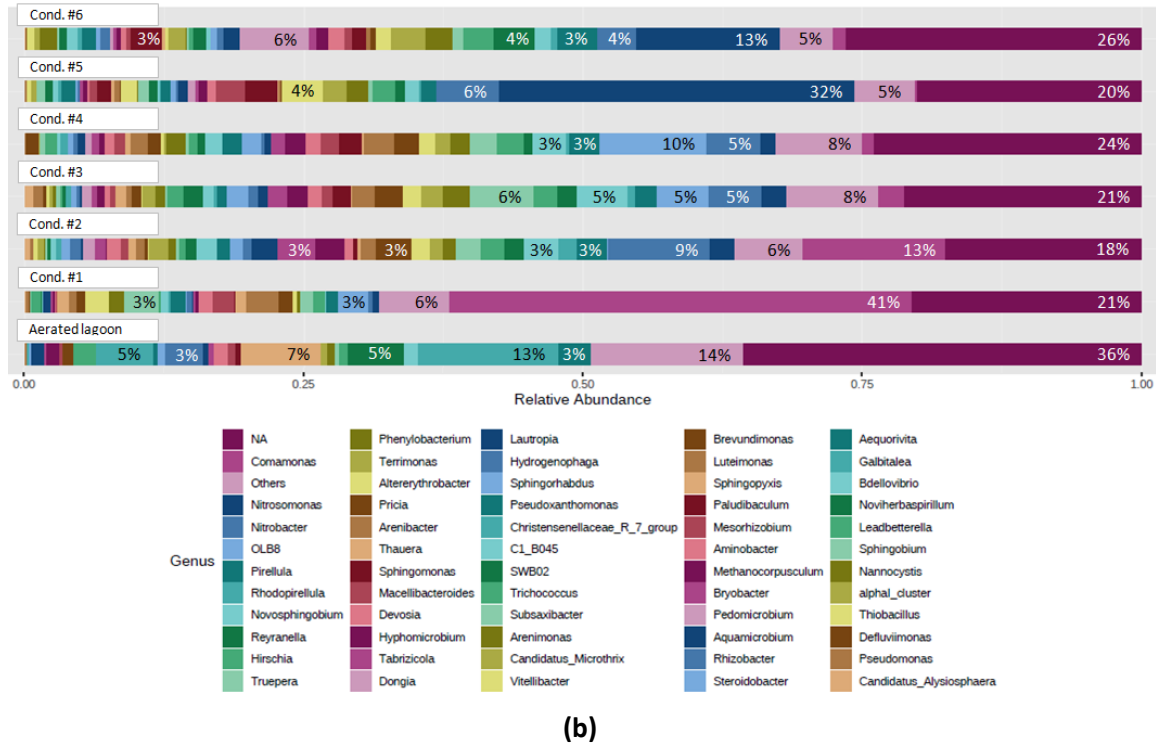 Cond. #6
3% 6% 4% 3% 4% 13% 5% 26%
Cond. #5
4% 6% 32% 5% 20%
Cond. #4
3% 3% 10% 5% 8% 24%
Cond. #3
6% 5% 5% 5% 8% 21%
Cond. #2
3% 3% 3% 3% 9% 6% 13% 18%
Cond. #1
3% 3% 6% 41% 21%
Aerated lagoon
5% 3% 7% 5% 13% 3% 14% 36%
0.00 0.25 0.50 0.75 1.00
Relative Abundance
NA Phenylobacterium Lautropia Brevundimonas Aequorivita
Comamonas Terrimonas Hydrogenophaga Luteimonas Galbitalea
Others Altererythrobacter Sphingorhabdus Sphingopyxis Bdellovibrio
Nitrosomonas Pricia Pseudoxanthomonas Paludibaculum Noviherbaspirillum
Nitrobacter Arenibacter Christensenellaceae_R_7_group Mesorhizobium Leadbetterella
OLB8 Thauera C1_B045 Aminobacter Sphingobium
Genus
Pirellula Sphingomonas SWB02 Methanocorpusculum Nannocystis
Rhodopirellula Macellibacteroides Trichococcus Bryobacter alphaI_cluster
Novosphingobium Devosia Subsaxibacter Pedomicrobium Thiobacillus
Reyranella Hyphomicrobium Arenimonas Aquamicrobium Defluviimonas
Hirschia Tabrizicola Candidatus_Microthrix Rhizobacter Pseudomonas
Truepera Dongia Vitellibacter Steroidobacter Candidatus_Alysiosphaera
(b)